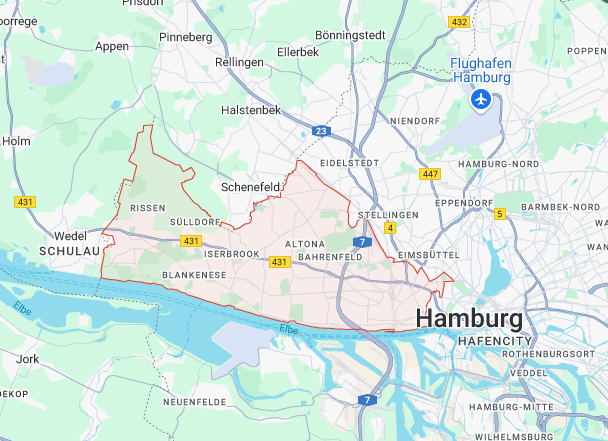 Prisdorf
432
Bönningstedt
Pinneberg
Appen
Ellerbek
Rellingen
Flughafen
Hamburg
Halstenbek
NIENDORF
23
Holm
EIDELSTEDT
HAMBURG-NORD
447
Schenefeld
431
EPPENDORF
BARMBEK-NORD
RISSEN
STELLINGEN
5
SÜLLDORF
4
Wedel
431
7
SCHULAU
ALTONA
ISERBROOK
BAHRENFELD
EIMSBÜTTEL
431
BLANKENESE
Elbe
Elbe
Hamburg
HAFENCITY
ROTHENBURGSORT
Jork
VEDDEL
NEUENFELDE
7
HAMBURG-MITTE
WILHELMSBURG